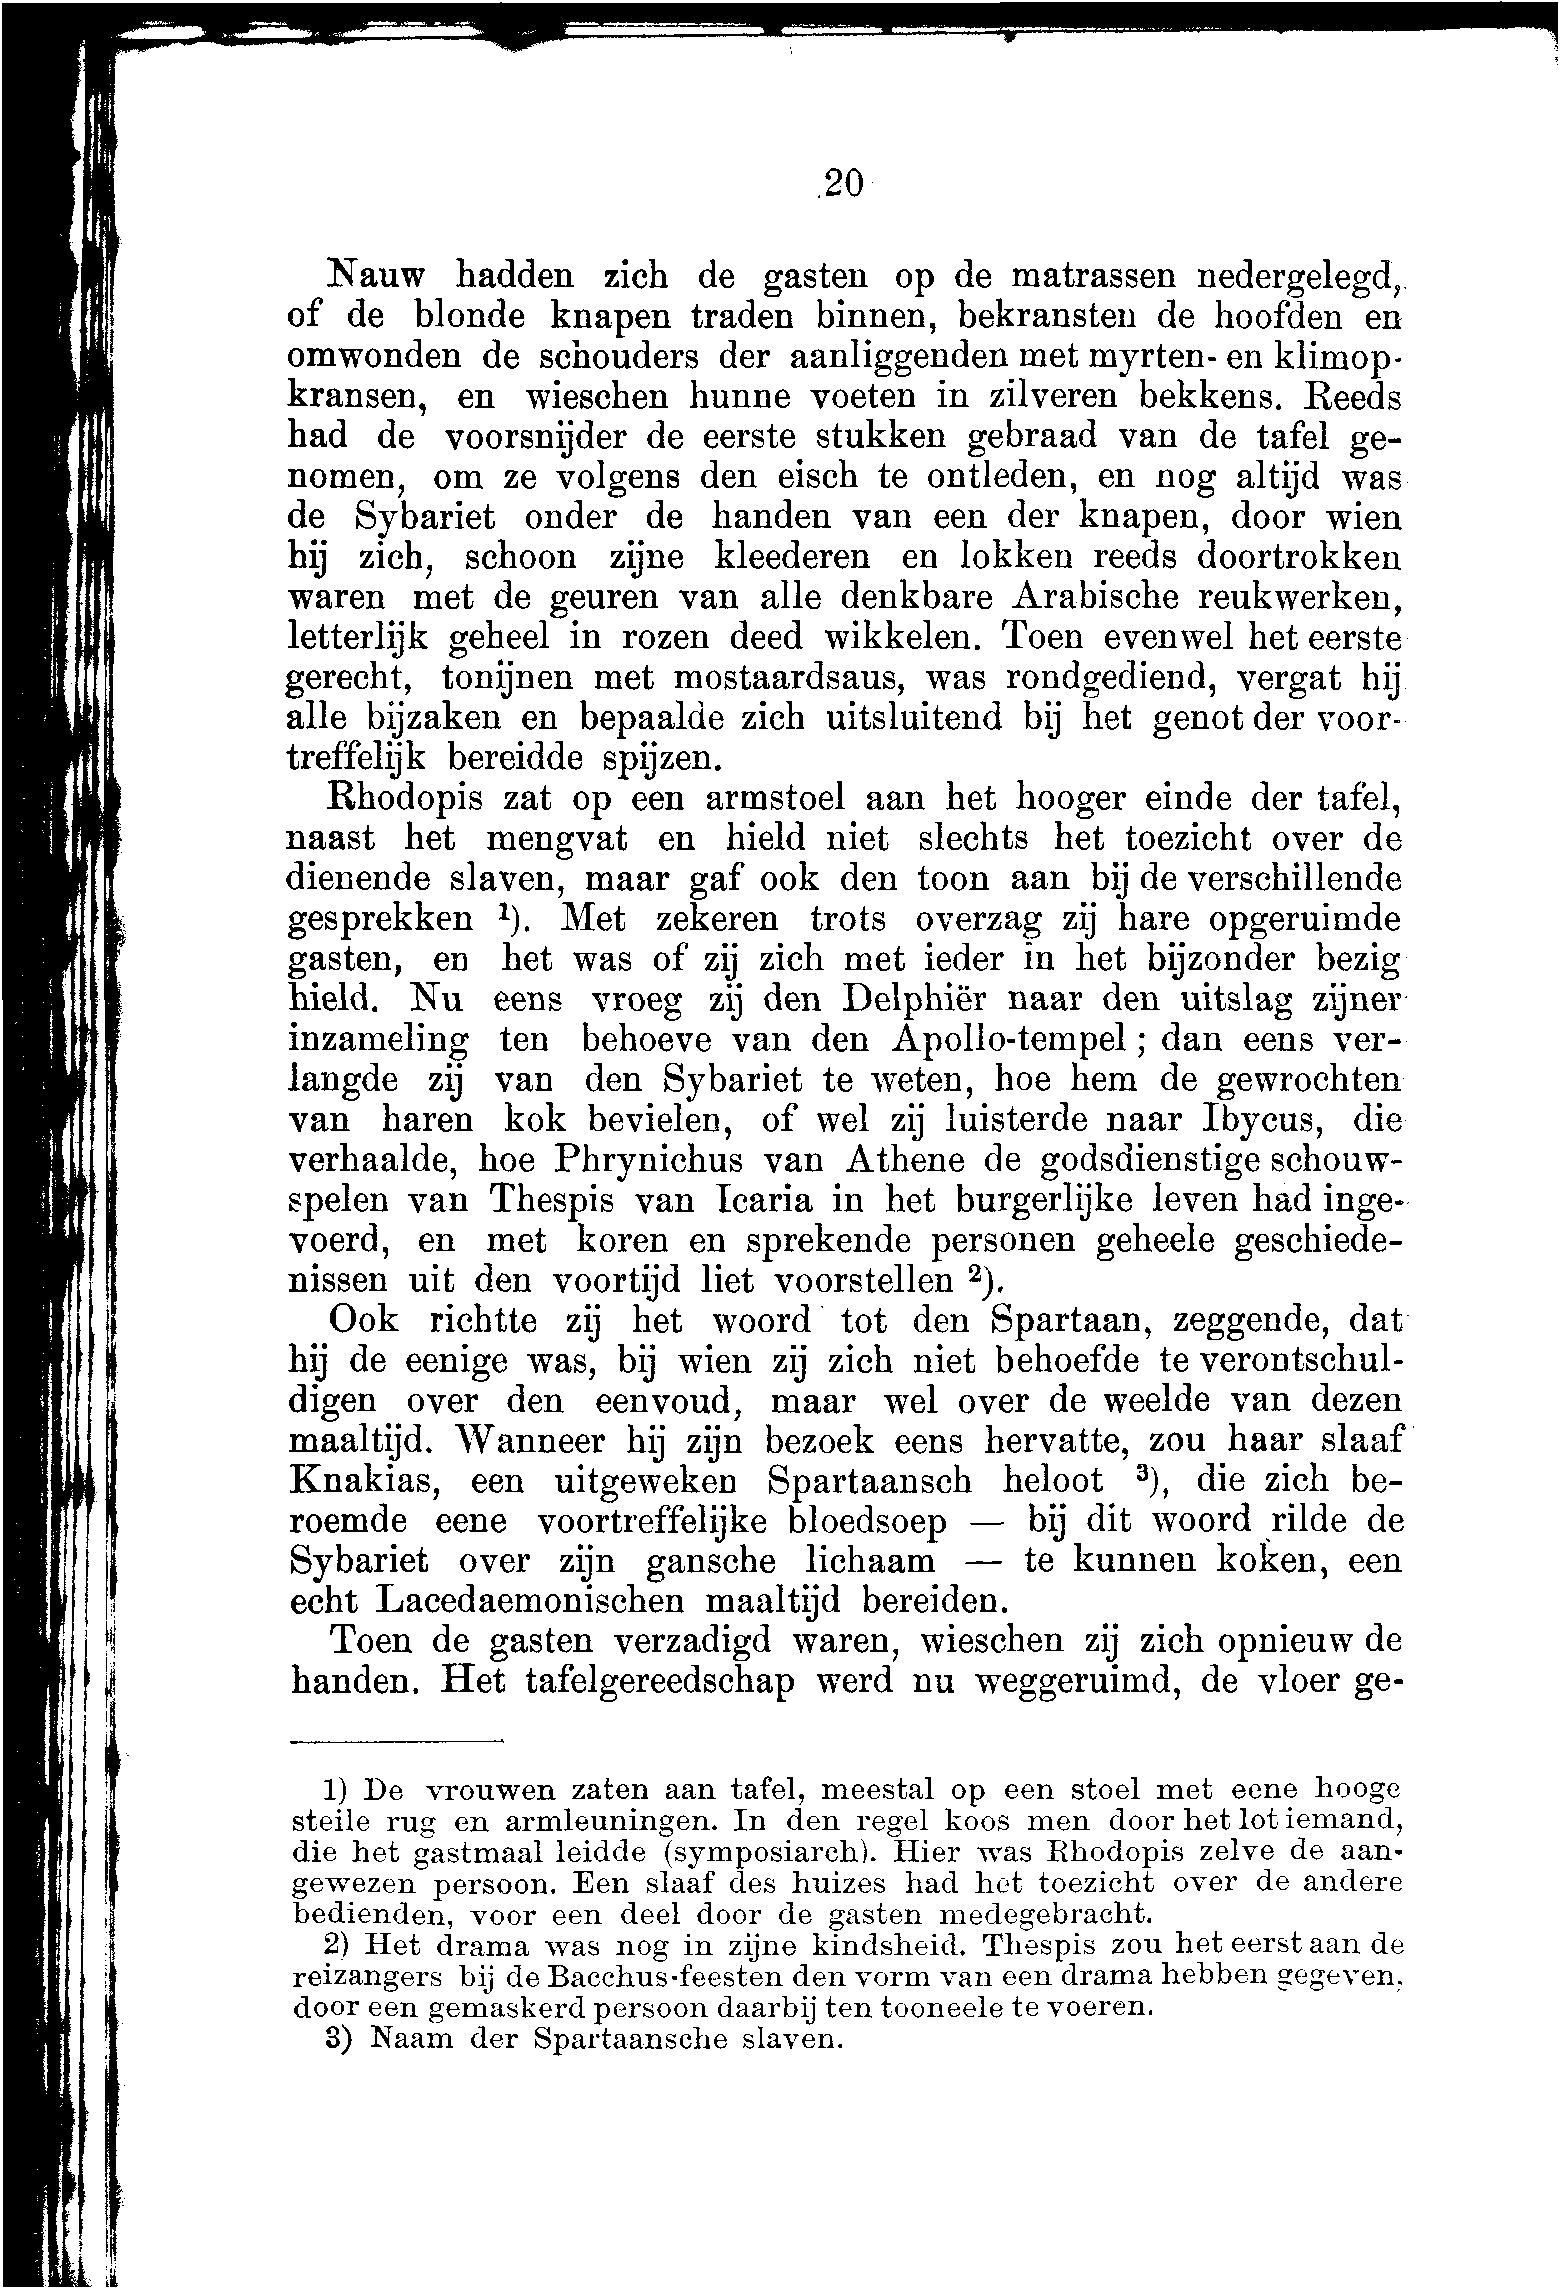 20
Nauw hadden zich de gasten op de matrassen nedergelegd,
of de blonde knapen traden binnen, bekransten de hoofden en
omwonden de schouders der aanliggenden met myrten- en klimop-
kransen, en wieschen hunne voeten in zilveren bekkens. Reeds
had de voorsnijder de eerste stukken gebraad van de tafel ge-
nomen, om ze volgens den eisch te ontleden, en nog altijd was
de Sybariet onder de handen van een der knapen, door wien
hij zich, schoon zijne kleederen en lokken reeds doortrokken
waren met de geuren van alle denkbare Arabische reukwerken,
letterlijk geheel in rozen deed wikkelen. Toen evenwel het eerste
gerecht, tonijnen met mostaardsaus, was rondgediend, vergat hij
alle bijzaken en bepaalde zich uitsluitend bij het genot der voor-
treffelijk bereidde spijzen.
Rhodopis zat op een armstoel aan het hooger einde der tafel,
naast het mengvat en hield niet slechts het toezicht over de
dienende slaven, maar gaf ook den toon aan bij de verschillende
gesprekken ¹). Met zekeren trots overzag zij hare opgeruimde
gasten, en het was of zij zich met ieder in het bijzonder bezig
hield. Nu eens vroeg zij den Delphiër naar den uitslag zijner
inzameling ten behoeve van den Apollo-tempel; dan eens ver-
langde zij van den Sybariet te weten, hoe hem de gewrochten
van haren kok bevielen, of wel zij luisterde naar Ibycus, die
verhaalde, hoe Phrynichus van Athene de godsdienstige schouw-
spelen van Thespis van Icaria in het burgerlijke leven had inge-
voerd, en met koren en sprekende personen geheele geschiede-
nissen uit den voortijd liet voorstellen ²).
Ook richtte zij het woord tot den Spartaan, zeggende, dat
hij de eenige was, bij wien zij zich niet behoefde te verontschul-
digen over den eenvoud, maar wel over de weelde van dezen
maaltijd. Wanneer hij zijn bezoek eens hervatte, zou haar slaaf
Knakias, een uitgeweken Spartaansch heloot ³), die zich be-
roemde eene voortreffelijke bloedsoep — bij dit woord rilde de
Sybariet over zijn gansche lichaam — te kunnen koken, een
echt Lacedaemonischen maaltijd bereiden.
Toen de gasten verzadigd waren, wieschen zij zich opnieuw de
handen. Het tafelgereedschap werd nu weggeruimd, de vloer ge-
1) De vrouwen zaten aan tafel, meestal op een stoel met eene hooge
steile rug en armleuningen. In den regel koos men door het lot iemand,
die het gastmaal leidde (symposiarch). Hier was Rhodopis zelve de aan-
gewezen persoon. Een slaaf des huizes had het toezicht over de andere
bedienden, voor een deel door de gasten medegebracht.
2) Het drama was nog in zijne kindsheid. Thespis zou het eerst aan de
reizangers bij de Bacchus-feesten den vorm van een drama hebben gegeven,
door een gemaskerd persoon daarbij ten tooneele te voeren.
3) Naam der Spartaansche slaven.